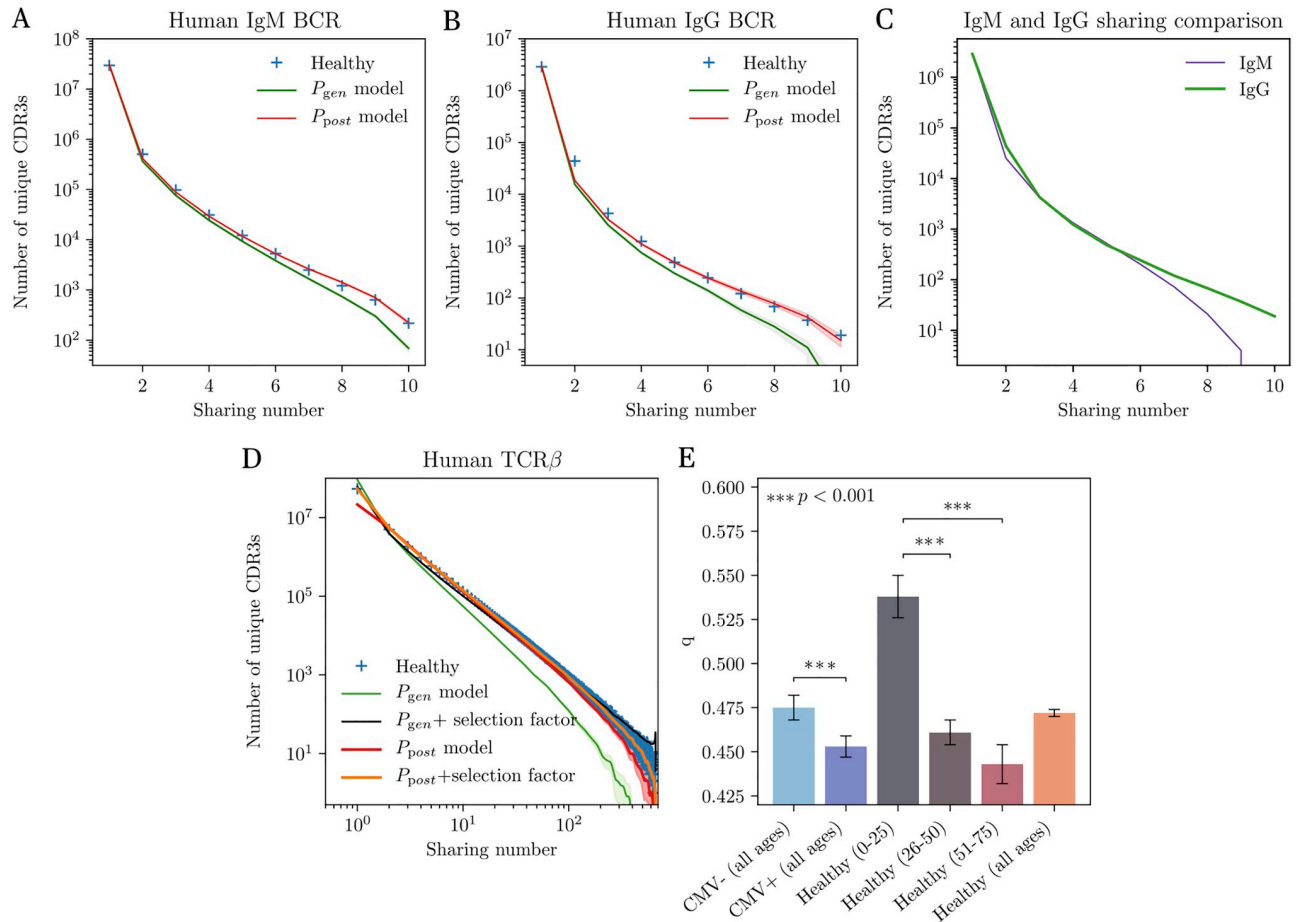 A
Human IgM BCR
Number of unique CDR3s
10^8
10^7
10^6
10^5
10^4
10^3
10^2
2 4 6 8 10
Sharing number
Healthy
P_gen model
P_post model
B
Human IgG BCR
Number of unique CDR3s
10^7
10^6
10^5
10^4
10^3
10^2
10^1
2 4 6 8 10
Sharing number
Healthy
P_gen model
P_post model
C
IgM and IgG sharing comparison
Number of unique CDR3s
10^6
10^5
10^4
10^3
10^2
10^1
2 4 6 8 10
Sharing number
IgM
IgG
D
Human TCRβ
Number of unique CDR3s
10^7
10^5
10^3
10^1
10^0 10^1 10^2
Sharing number
Healthy
P_gen model
P_gen+ selection factor
P_post model
P_post+selection factor
E
q
0.600
0.575
0.550
0.525
0.500
0.475
0.450
0.425
*** p < 0.001
***
***
***
CMV- (all ages)
CMV+ (all ages)
Healthy (0-25)
Healthy (26-50)
Healthy (51-75)
Healthy (all ages)